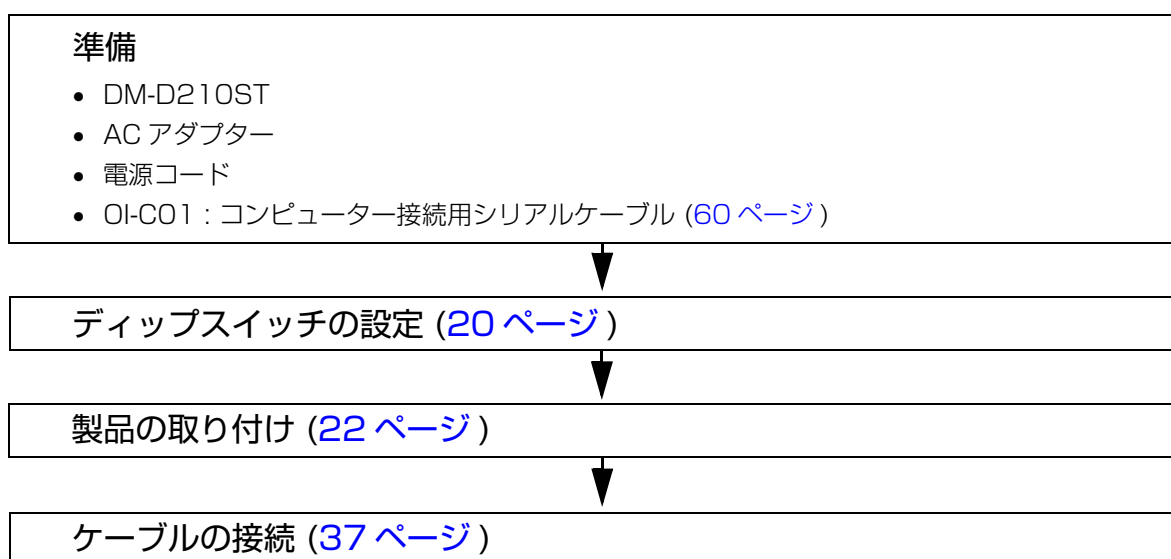 準備
• DM-D210ST
• AC アダプター
• 電源コード
• OI-C01 : コンピューター接続用シリアルケーブル (60 ページ )
ディップスイッチの設定 (20 ページ )
製品の取り付け (22 ページ )
ケーブルの接続 (37 ページ )